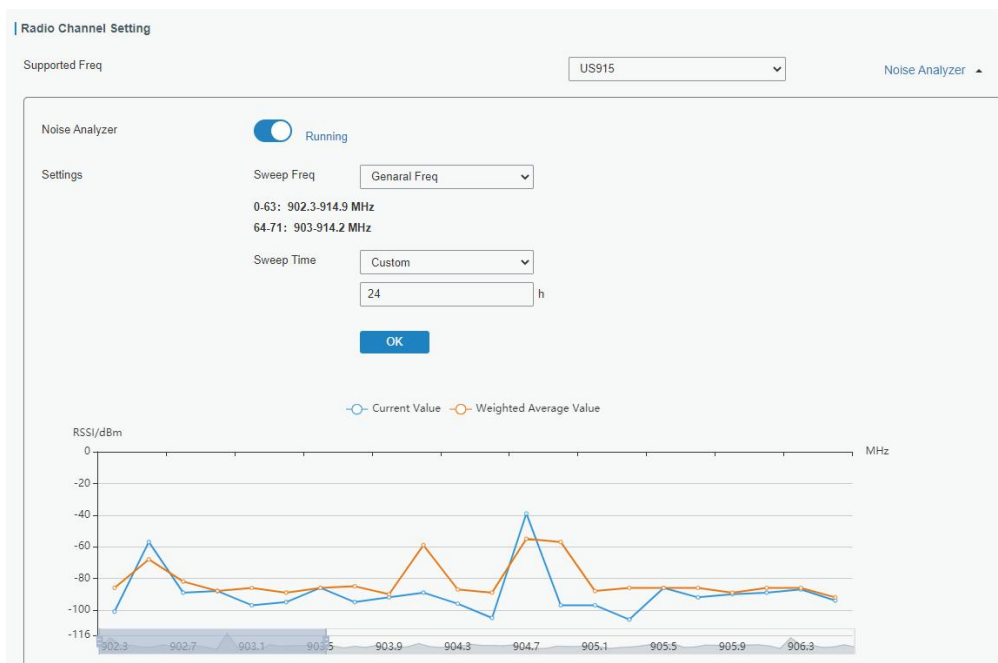 Radio Channel Setting
Supported Freq US915 Noise Analyzer
Noise Analyzer Running
Settings Sweep Freq Genaral Freq
0-63: 902.3-914.9 MHz
64-71: 903-914.2 MHz
Sweep Time Custom
24 h
OK
Current Value Weighted Average Value
RSSI/dBm
0 MHz
-20
-40
-60
-80
-100
-116
902.3 902.7 903.1 903.5 903.9 904.3 904.7 905.1 905.5 905.9 906.3